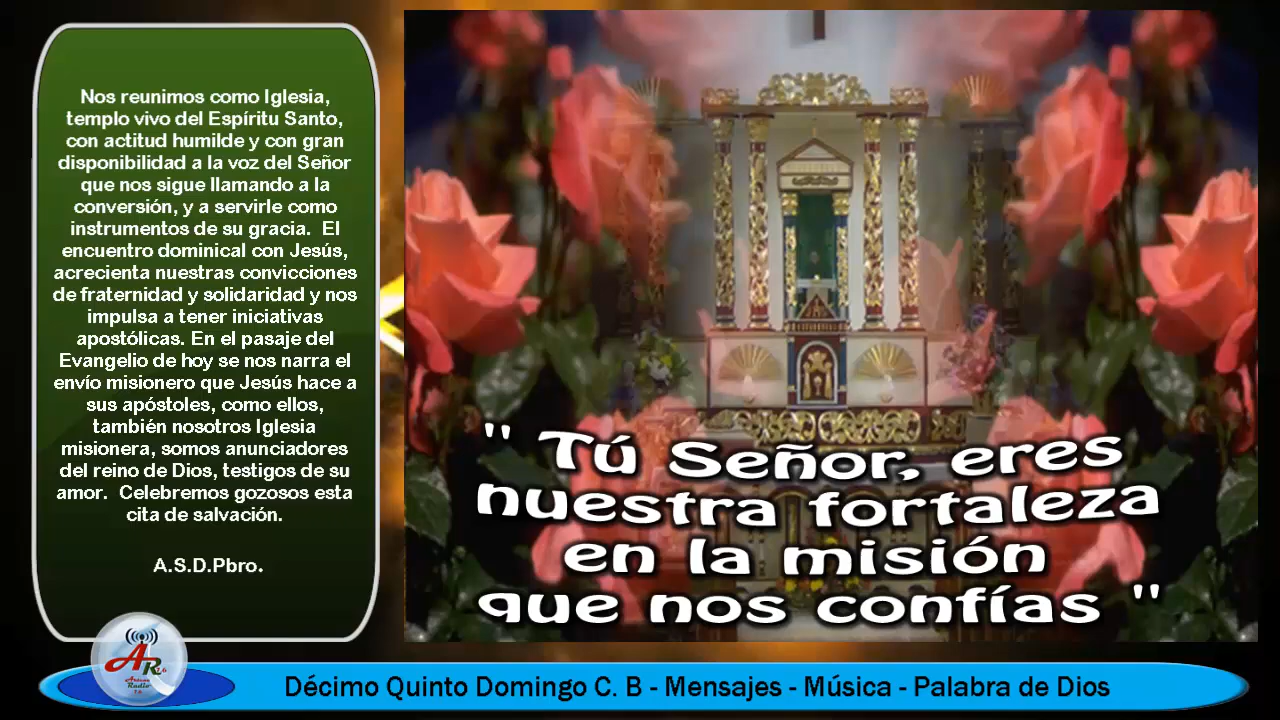 Nos reunimos como Iglesia,
templo vivo del Espíritu Santo,
con actitud humilde y con gran
disponibilidad a la voz del Señor
que nos sigue llamando a la
conversión, y a servirle como
instrumentos de su gracia.  El
encuentro dominical con Jesús,
acrecienta nuestras convicciones
de fraternidad y solidaridad y nos
impulsa a tener iniciativas
apostólicas. En el pasaje del
Evangelio de hoy se nos narra el
envío misionero que Jesús hace a
sus apóstoles, como ellos,
también nosotros Iglesia
misionera, somos anunciadores
del reino de Dios, testigos de su
amor.  Celebremos gozosos esta
cita de salvación.
A.S.D.Pbro.
" Tú Señor, eres
nuestra fortaleza
en la misión
que nos confías "
AR
Radio
Décimo Quinto Domingo C. B - Mensajes - Música - Palabra de Dios